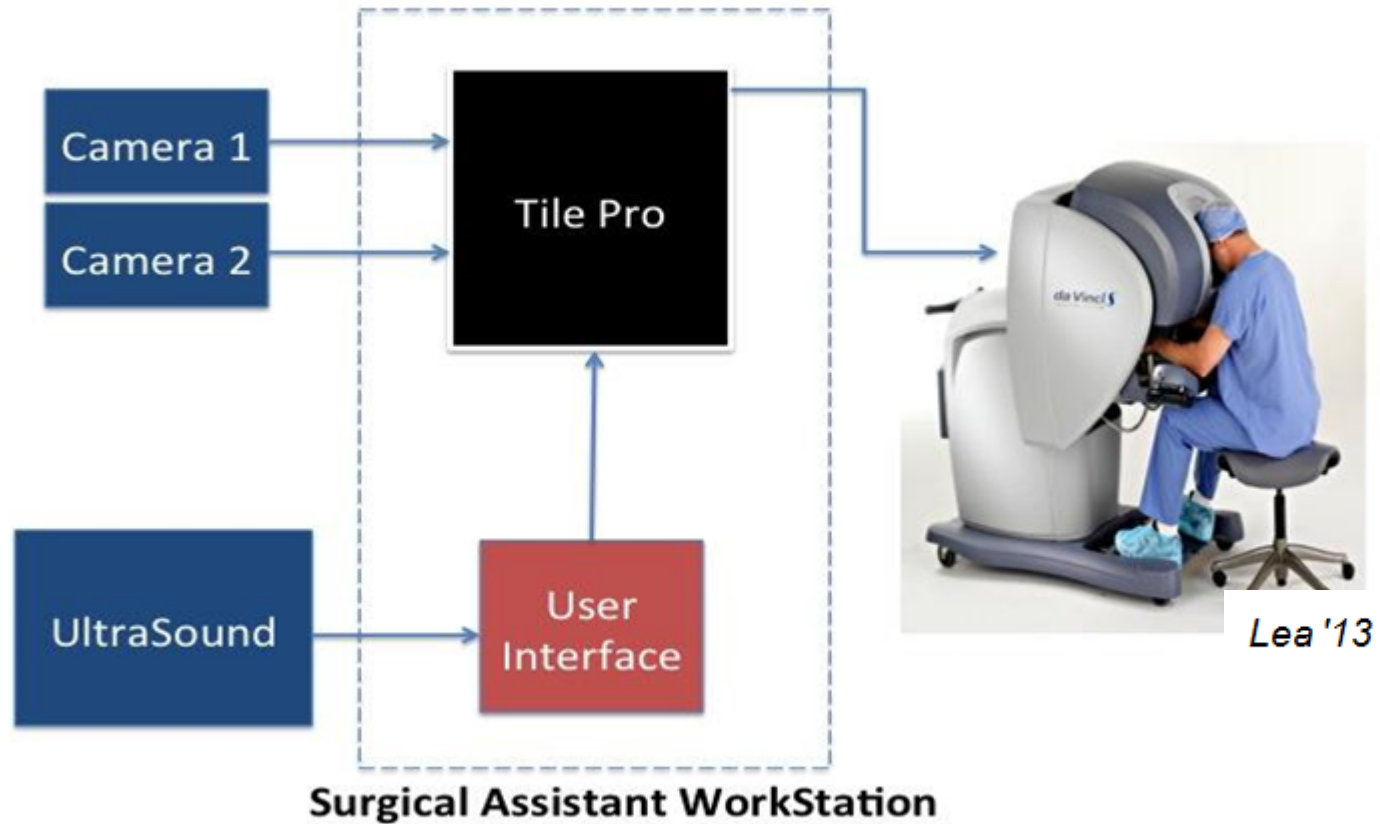 Camera 1
Camera 2
Tile Pro
da Vinci S
UltraSound
User
Interface
Lea '13
Surgical Assistant WorkStation